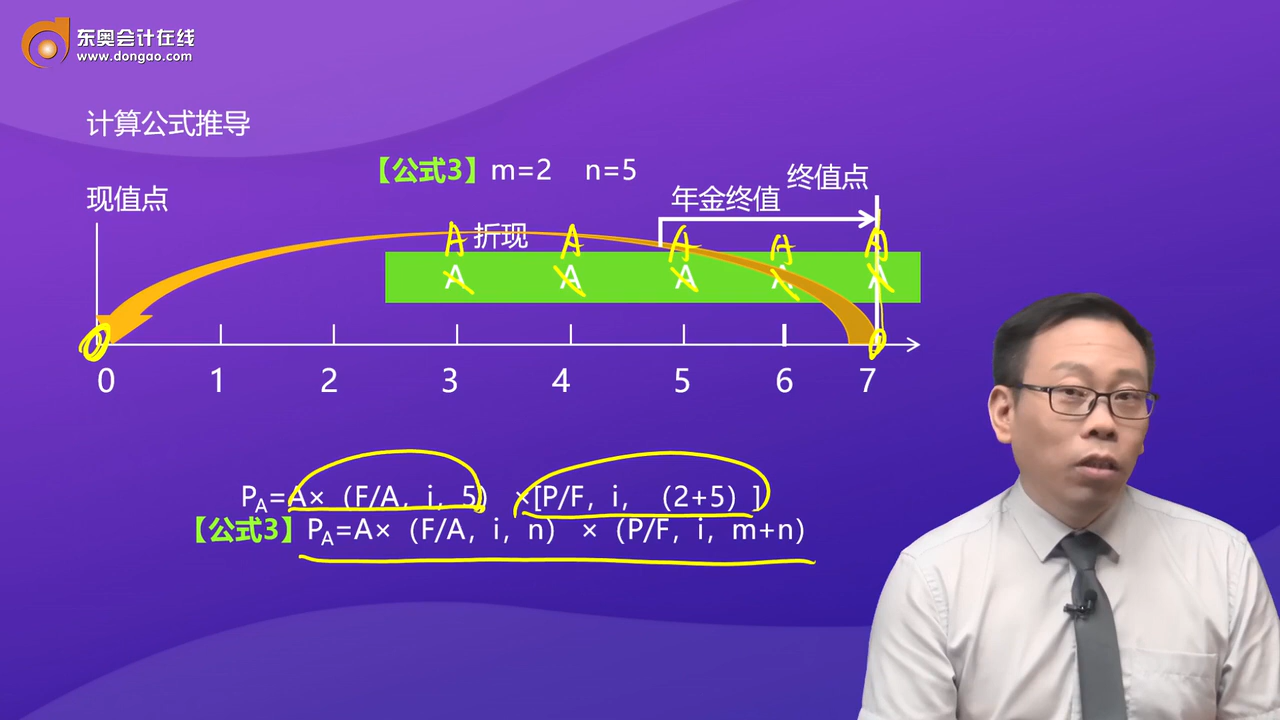 东奥会计在线
www.dongao.com
计算公式推导
【公式3】m=2 n=5
终值点
现值点
年金终值
A 折现 A A A A
A A A A A
0 1 2 3 4 5 6 7
PA=A×（F/A，i，5） ×[P/F，i，（2+5）]
【公式3】PA=A×（F/A，i，n）×（P/F，i，m+n）